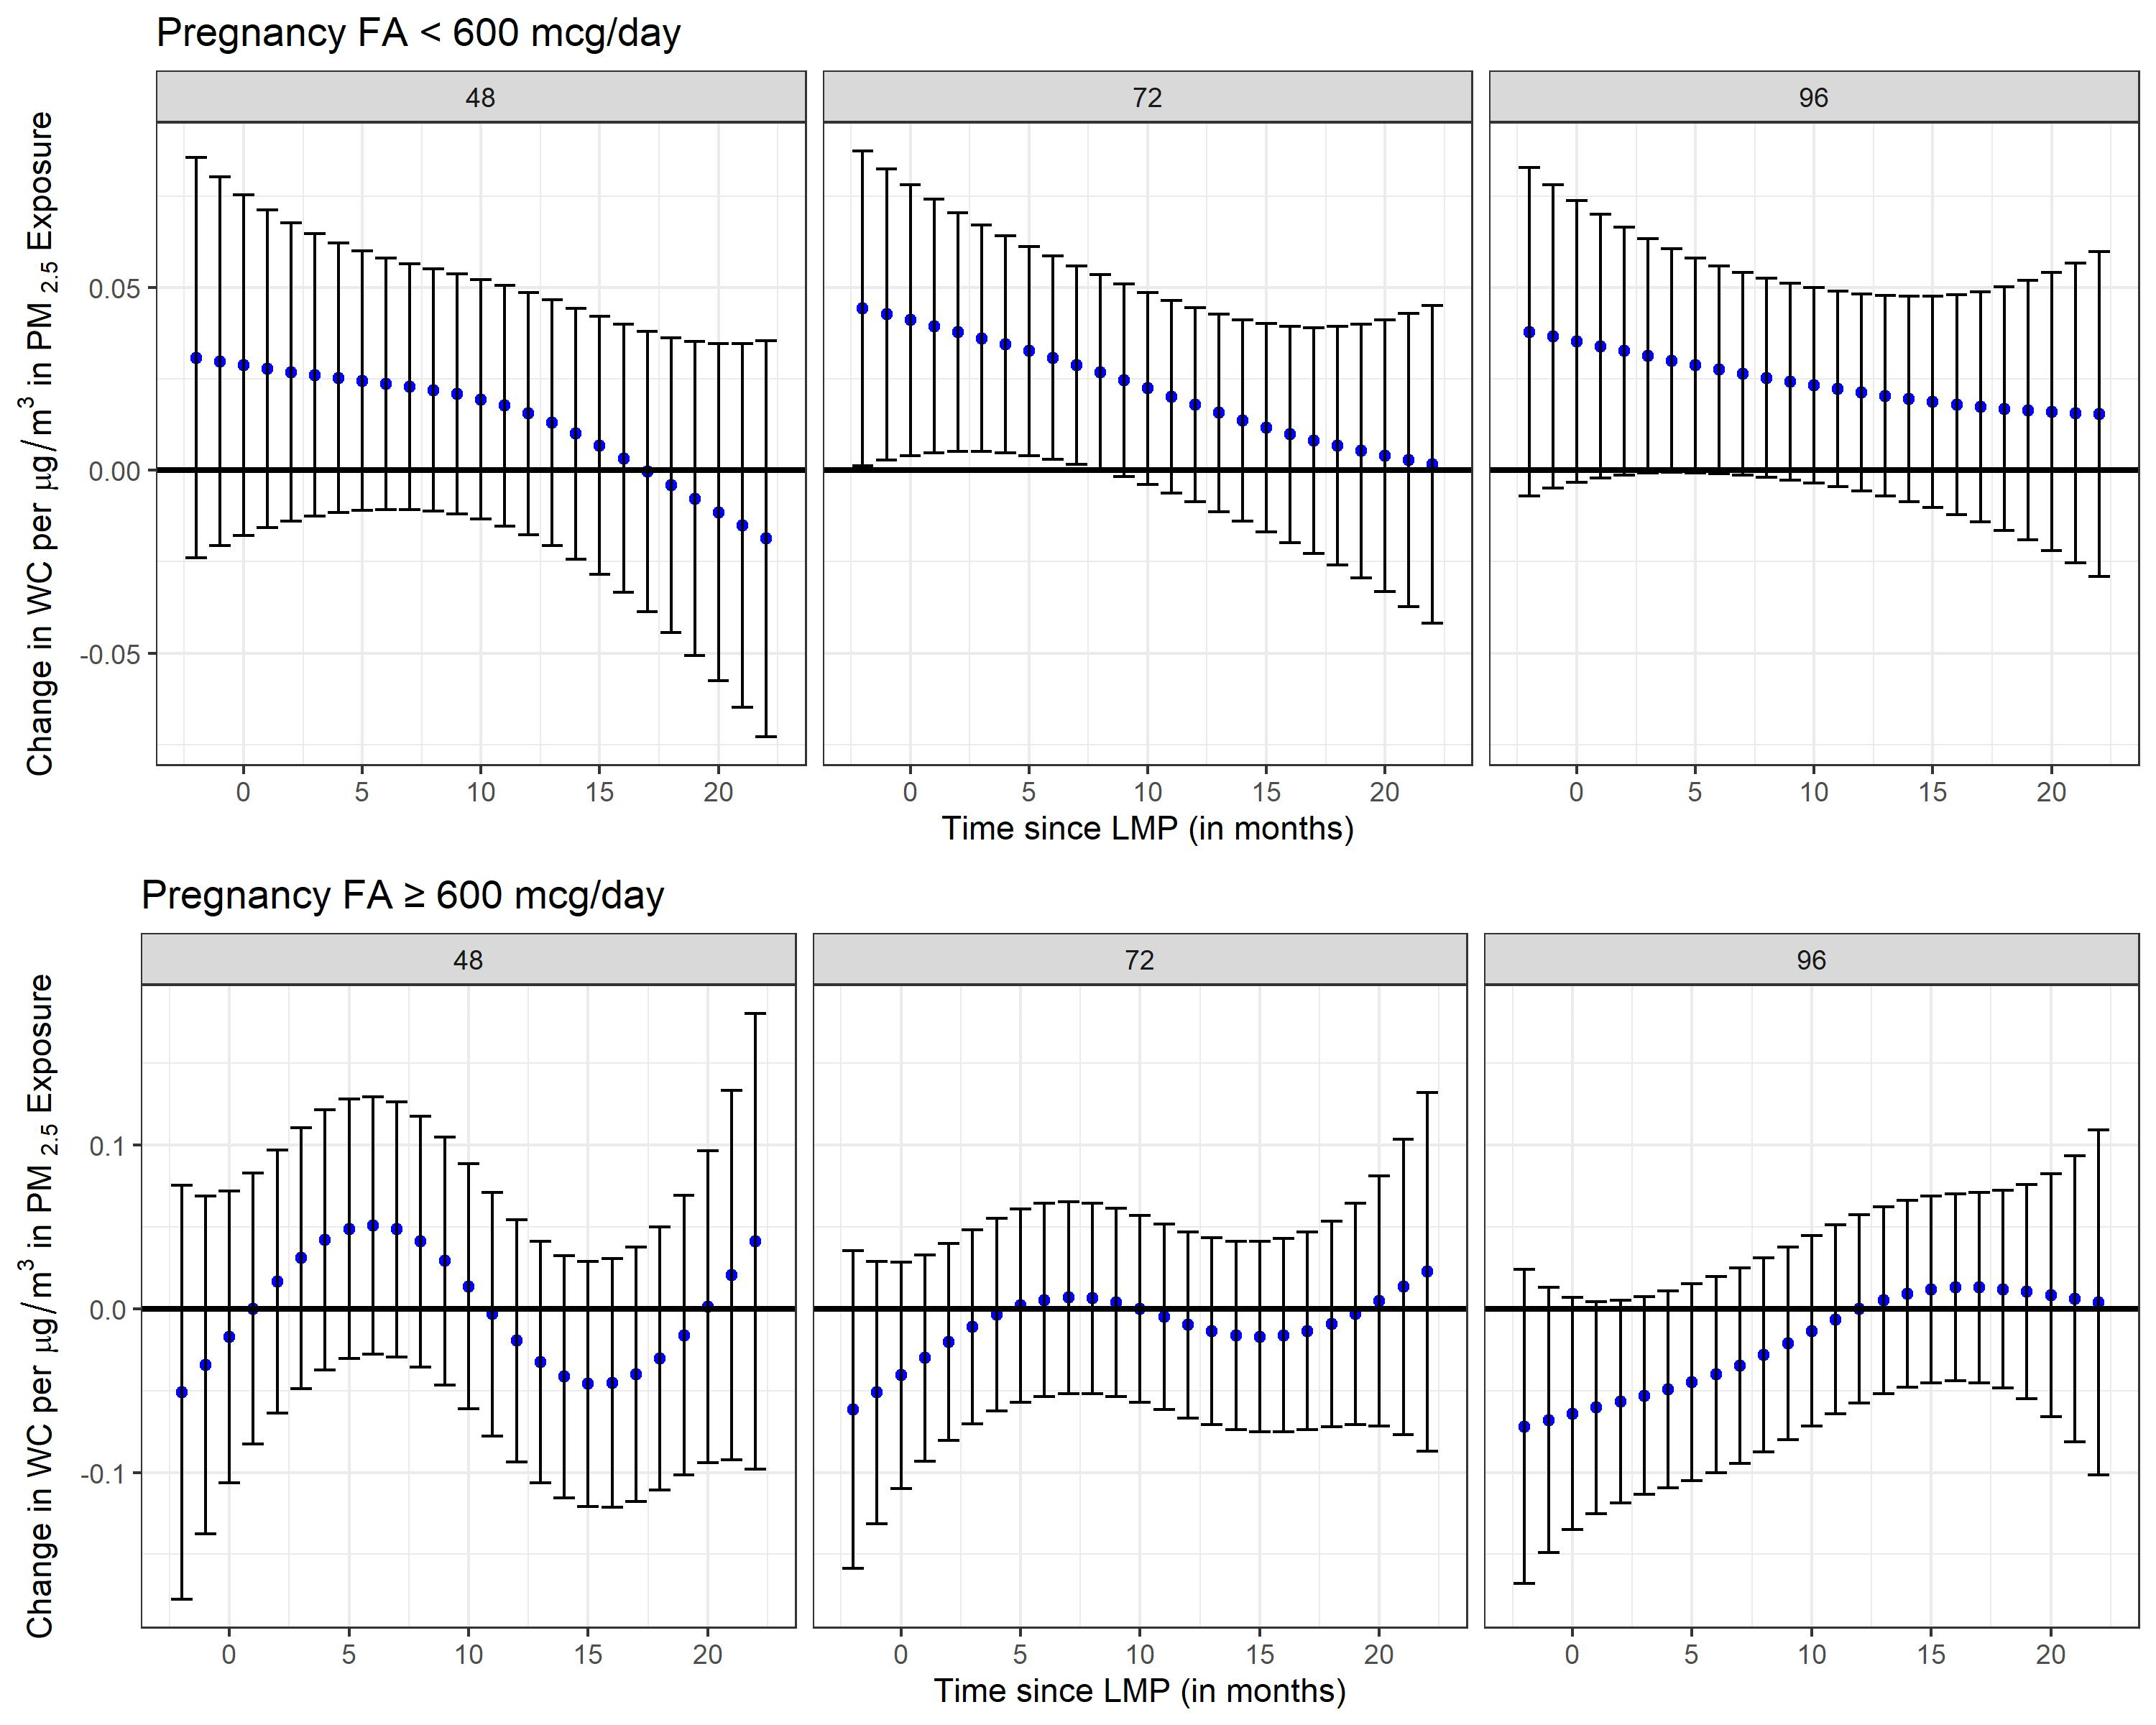 Pregnancy FA < 600 mcg/day
48 72 96
Change in WC per μg/m³ in PM 2.5 Exposure
0.05
0.00
-0.05
0 5 10 15 20 0 5 10 15 20 0 5 10 15 20
Time since LMP (in months)
Pregnancy FA ≥ 600 mcg/day
48 72 96
Change in WC per μg/m³ in PM 2.5 Exposure
0.1
0.0
-0.1
0 5 10 15 20 0 5 10 15 20 0 5 10 15 20
Time since LMP (in months)